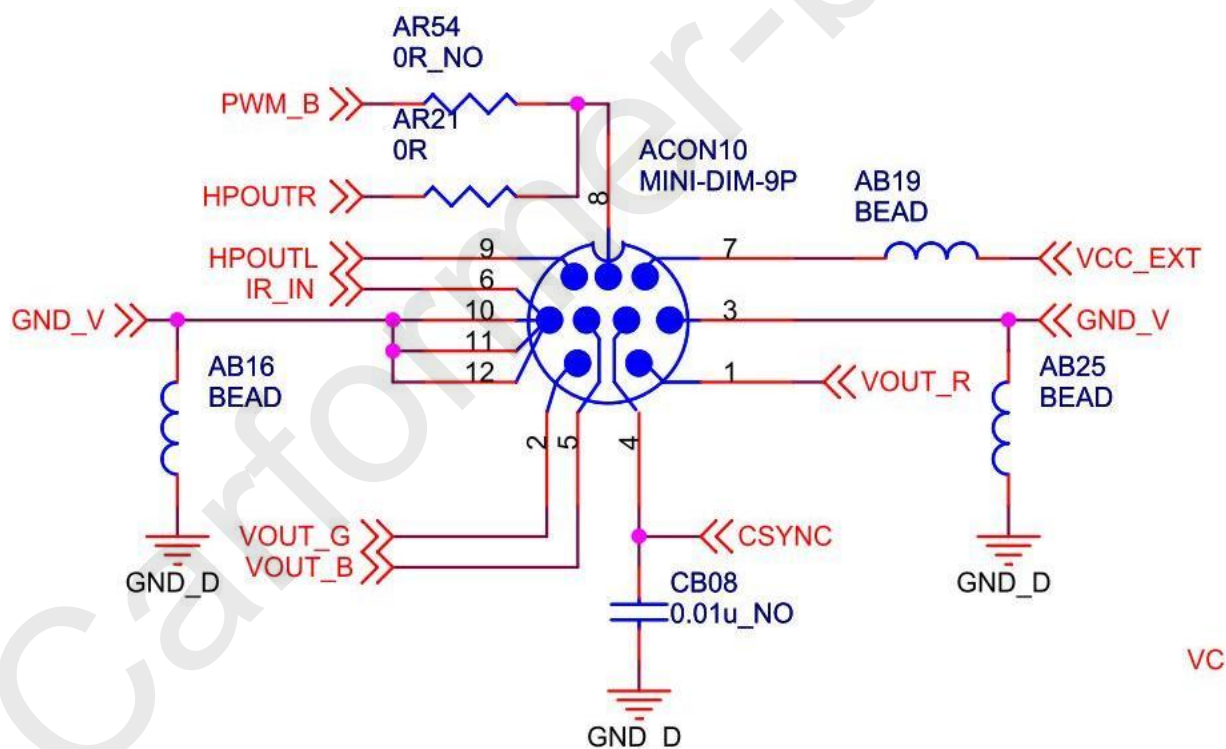 AR54
0R_NO
PWM_B
AR21
0R
HPOUTR
ACON10
MINI-DIM-9P
8
AB19
BEAD
HPOUTL
9
7
VCC_EXT
IR_IN
6
GND_V
10
3
GND_V
11
12
AB16
BEAD
1
VOUT_R
AB25
BEAD
2
5
4
VOUT_G
CSYNC
VOUT_B
GND_D
CB08
0.01u_NO
GND_D
VC
GND_D
Carformer-b